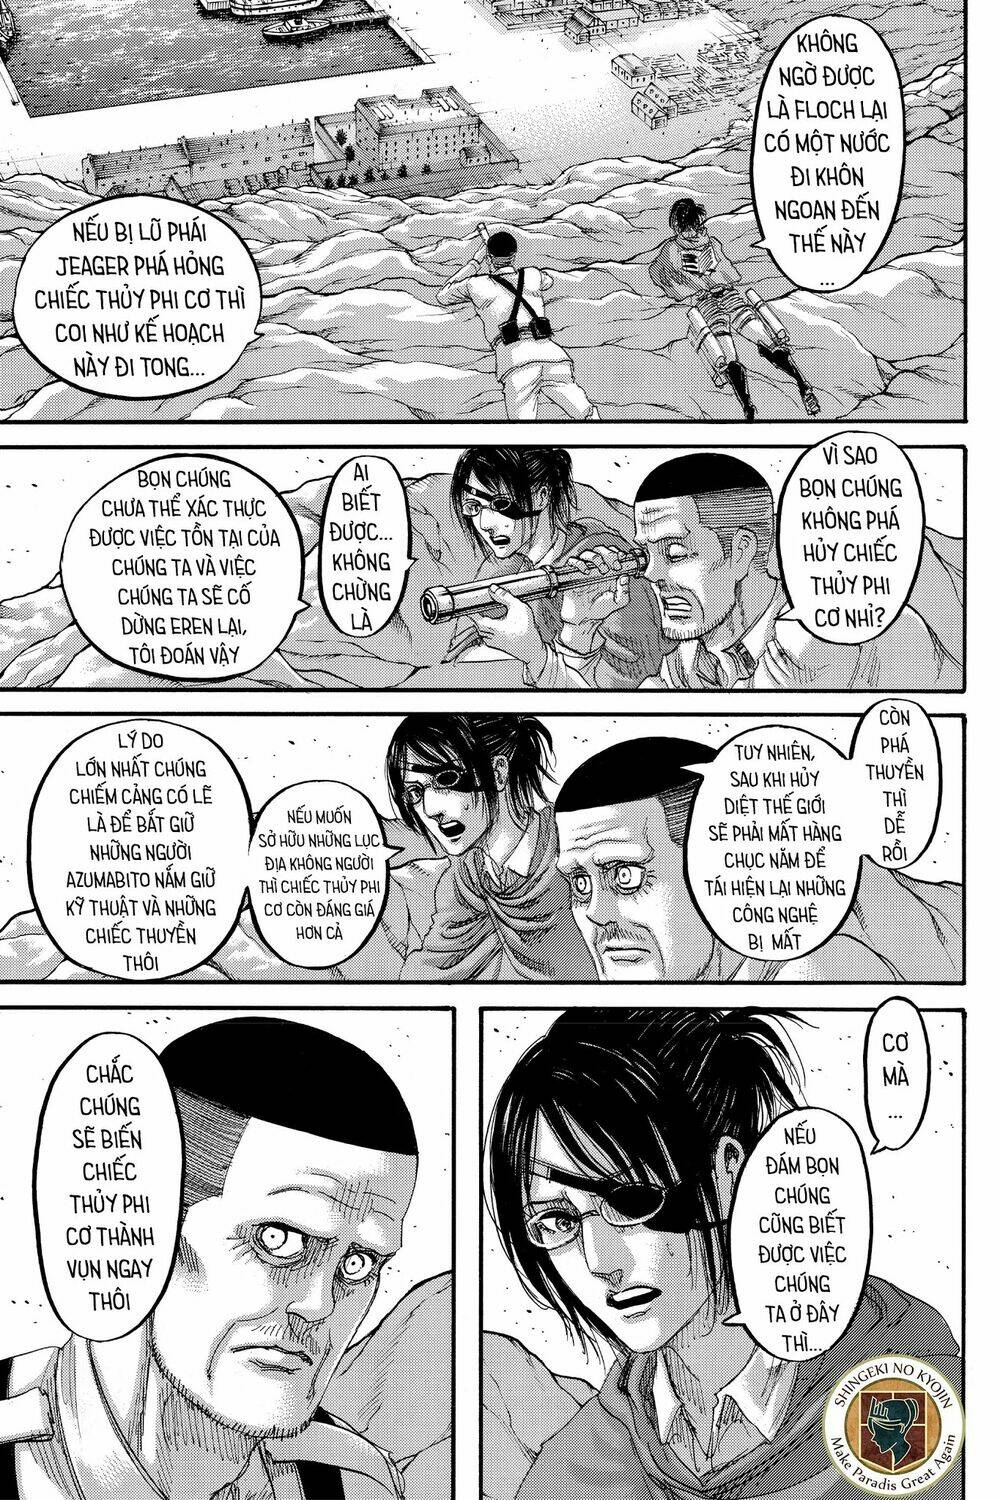 KHÔNG
NGỜ ĐƯỢC
LÀ FLOCH LẠI
CÓ MỘT NƯỚC
ĐI KHÔN
NGOAN ĐẾN
THẾ NÀY
...
NẾU BỊ LŨ PHÁI
JEAGER PHÁ HỎNG
CHIẾC THỦY PHI CƠ THÌ
COI NHƯ KẾ HOẠCH
NÀY ĐI TONG...
VÌ SAO
BỌN CHÚNG
KHÔNG PHÁ
HỦY CHIẾC
THỦY PHI
CƠ NHỈ?
AI
BIẾT
ĐƯỢC...
KHÔNG
CHỪNG
LÀ
BỌN CHÚNG
CHƯA THỂ XÁC THỰC
ĐƯỢC VIỆC TỒN TẠI CỦA
CHÚNG TA VÀ VIỆC
CHÚNG TA SẼ CỐ
DỪNG EREN LẠI,
TÔI ĐOÁN VẬY
CÒN
PHÁ
THUYỀN
THÌ
DỄ
RỒI
TUY NHIÊN,
SAU KHI HỦY
DIỆT THẾ GIỚI
SẼ PHẢI MẤT HÀNG
CHỤC NĂM ĐỂ
TÁI HIỆN LẠI NHỮNG
CÔNG NGHỆ
BỊ MẤT
NẾU MUỐN
SỞ HỮU NHỮNG LỤC
ĐỊA KHÔNG NGƯỜI
THÌ CHIẾC THỦY PHI
CƠ CÒN ĐÁNG GIÁ
HƠN CẢ
LÝ DO
LỚN NHẤT CHÚNG
CHIẾM CẢNG CÓ LẼ
LÀ ĐỂ BẮT GIỮ
NHỮNG NGƯỜI
AZUMABITO NẮM GIỮ
KỸ THUẬT VÀ NHỮNG
CHIẾC THUYỀN
THÔI
CƠ
MÀ
...
NẾU
ĐÁM BỌN
CHÚNG
CŨNG BIẾT
ĐƯỢC VIỆC
CHÚNG
TA Ở ĐÂY
THÌ...
CHẮC
CHÚNG
SẼ BIẾN
CHIẾC
THỦY PHI
CƠ THÀNH
VỤN NGAY
THÔI
SHINGEKI NO KYOJIN
Make Paradis Great Again